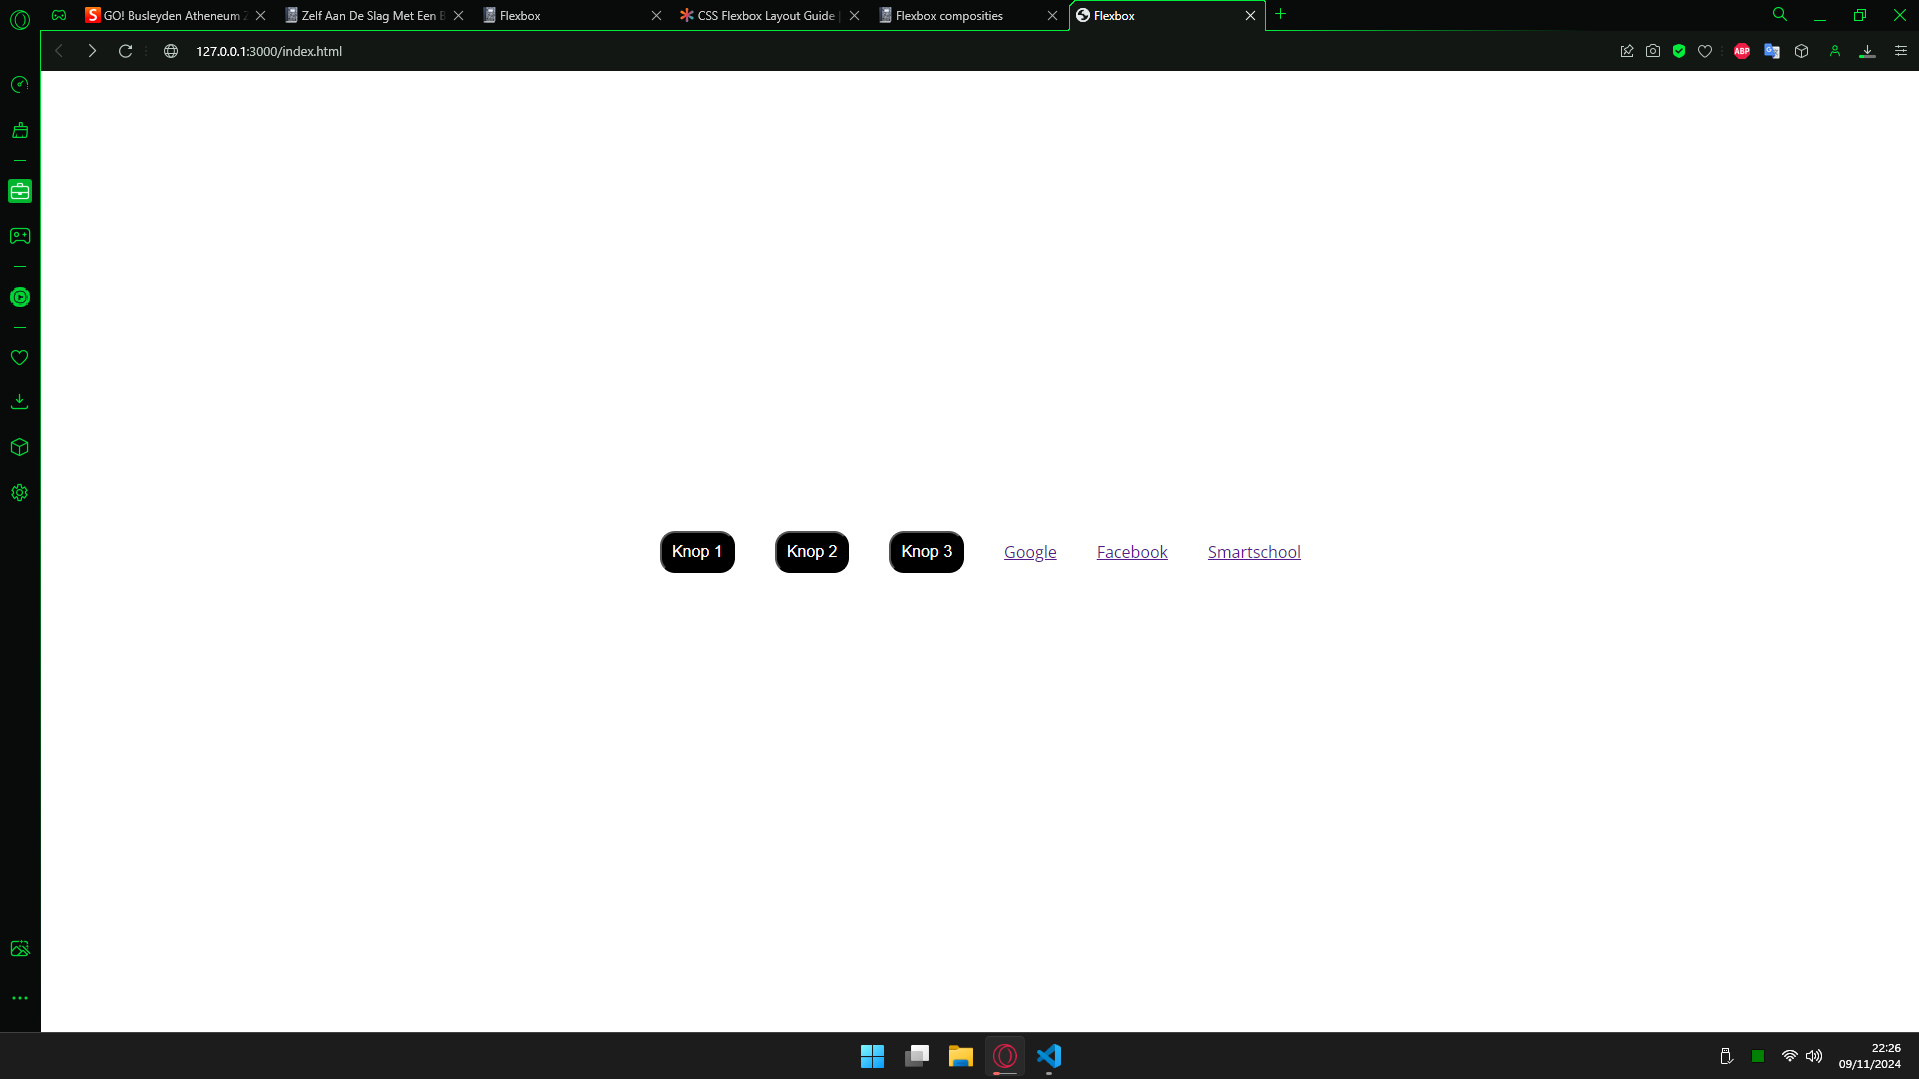 GO! Busleyden Atheneum
Zelf Aan De Slag Met Een B
Flexbox
CSS Flexbox Layout Guide
Flexbox composities
Flexbox
127.0.0.1:3000/index.html
ABP
Knop 1
Knop 2
Knop 3
Google
Facebook
Smartschool
22:26
09/11/2024